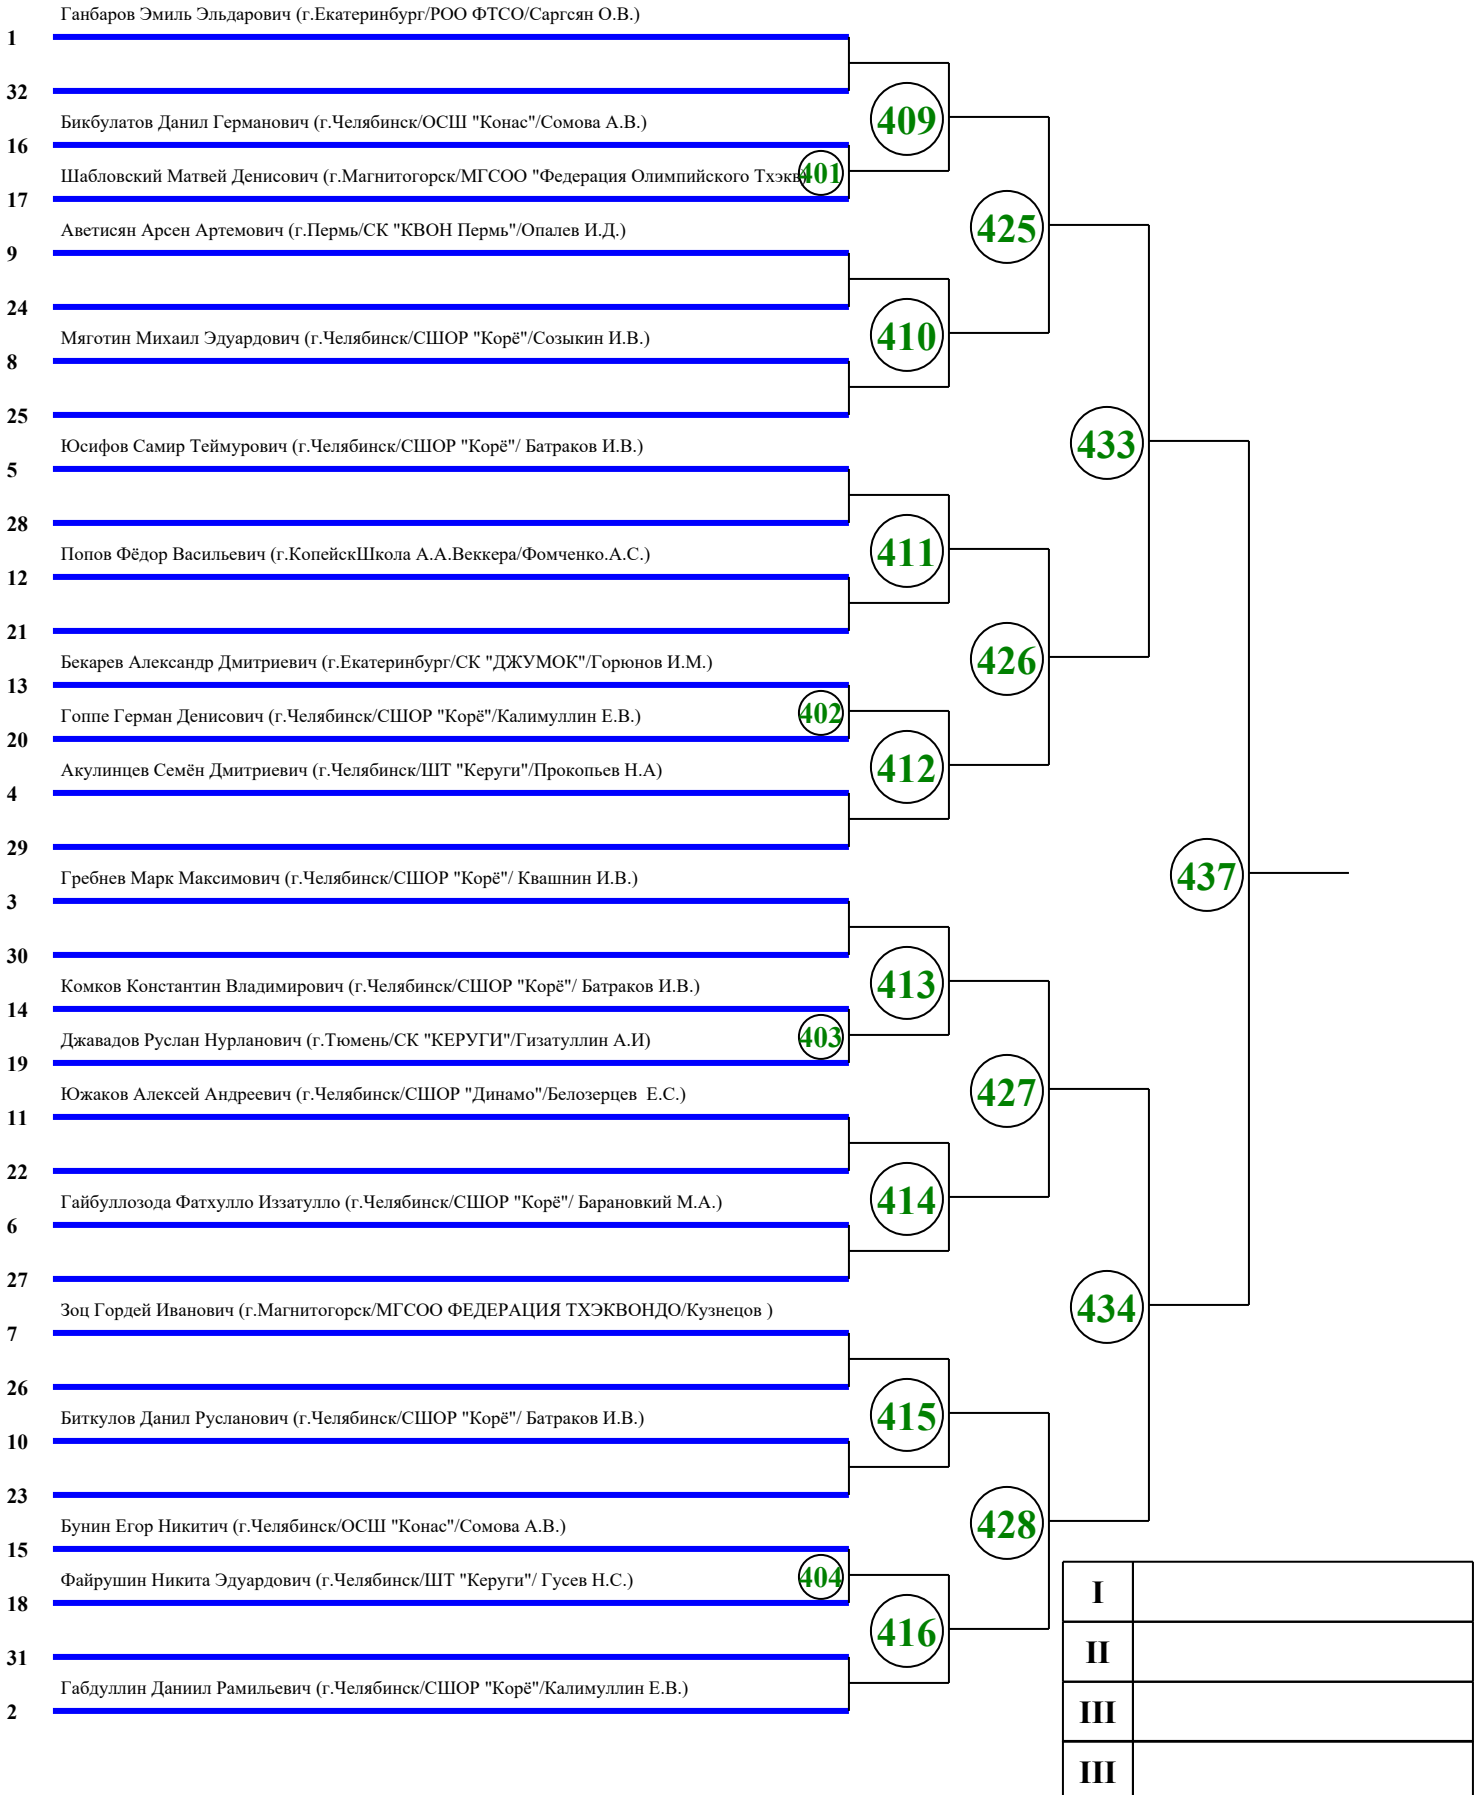 Ганбаров Эмиль Эльдарович (г.Екатеринбург/РОО ФТСО/Саргсян О.В.)
1
32
409
Бикбулатов Данил Германович (г.Челябинск/ОСШ "Конас"/Сомова А.В.)
16
401
Шабловский Матвей Денисович (г.Магнитогорск/МГСОО "Федерация Олимпийского Тхэкв
17
425
Аветисян Арсен Артемович (г.Пермь/СК "КВОН Пермь"/Опалев И.Д.)
9
24
410
Мяготин Михаил Эдуардович (г.Челябинск/СШОР "Корё"/Созыкин И.В.)
8
25
433
Юсифов Самир Теймурович (г.Челябинск/СШОР "Корё"/ Батраков И.В.)
5
28
411
Попов Фёдор Васильевич (г.КопейскШкола А.А.Веккера/Фомченко.А.С.)
12
21
426
Бекарев Александр Дмитриевич (г.Екатеринбург/СК "ДЖУМОК"/Горюнов И.М.)
13
402
Гоппе Герман Денисович (г.Челябинск/СШОР "Корё"/Калимуллин Е.В.)
20
412
Акулинцев Семён Дмитриевич (г.Челябинск/ШТ "Керуги"/Прокопьев Н.А)
4
29
437
Гребнев Марк Максимович (г.Челябинск/СШОР "Корё"/ Квашнин И.В.)
3
30
413
Комков Константин Владимирович (г.Челябинск/СШОР "Корё"/ Батраков И.В.)
14
403
Джавадов Руслан Нурланович (г.Тюмень/СК "КЕРУГИ"/Гизатуллин А.И)
19
427
Южаков Алексей Андреевич (г.Челябинск/СШОР "Динамо"/Белозерцев  Е.С.)
11
22
414
Гайбуллозода Фатхулло Иззатулло (г.Челябинск/СШОР "Корё"/ Барановкий М.А.)
6
27
434
Зоц Гордей Иванович (г.Магнитогорск/МГСОО ФЕДЕРАЦИЯ ТХЭКВОНДО/Кузнецов )
7
26
415
Биткулов Данил Русланович (г.Челябинск/СШОР "Корё"/ Батраков И.В.)
10
23
428
Бунин Егор Никитич (г.Челябинск/ОСШ "Конас"/Сомова А.В.)
15
404
Файрушин Никита Эдуардович (г.Челябинск/ШТ "Керуги"/ Гусев Н.С.)
18
416
31
Габдуллин Даниил Рамильевич (г.Челябинск/СШОР "Корё"/Калимуллин Е.В.)
2
I
II
III
III